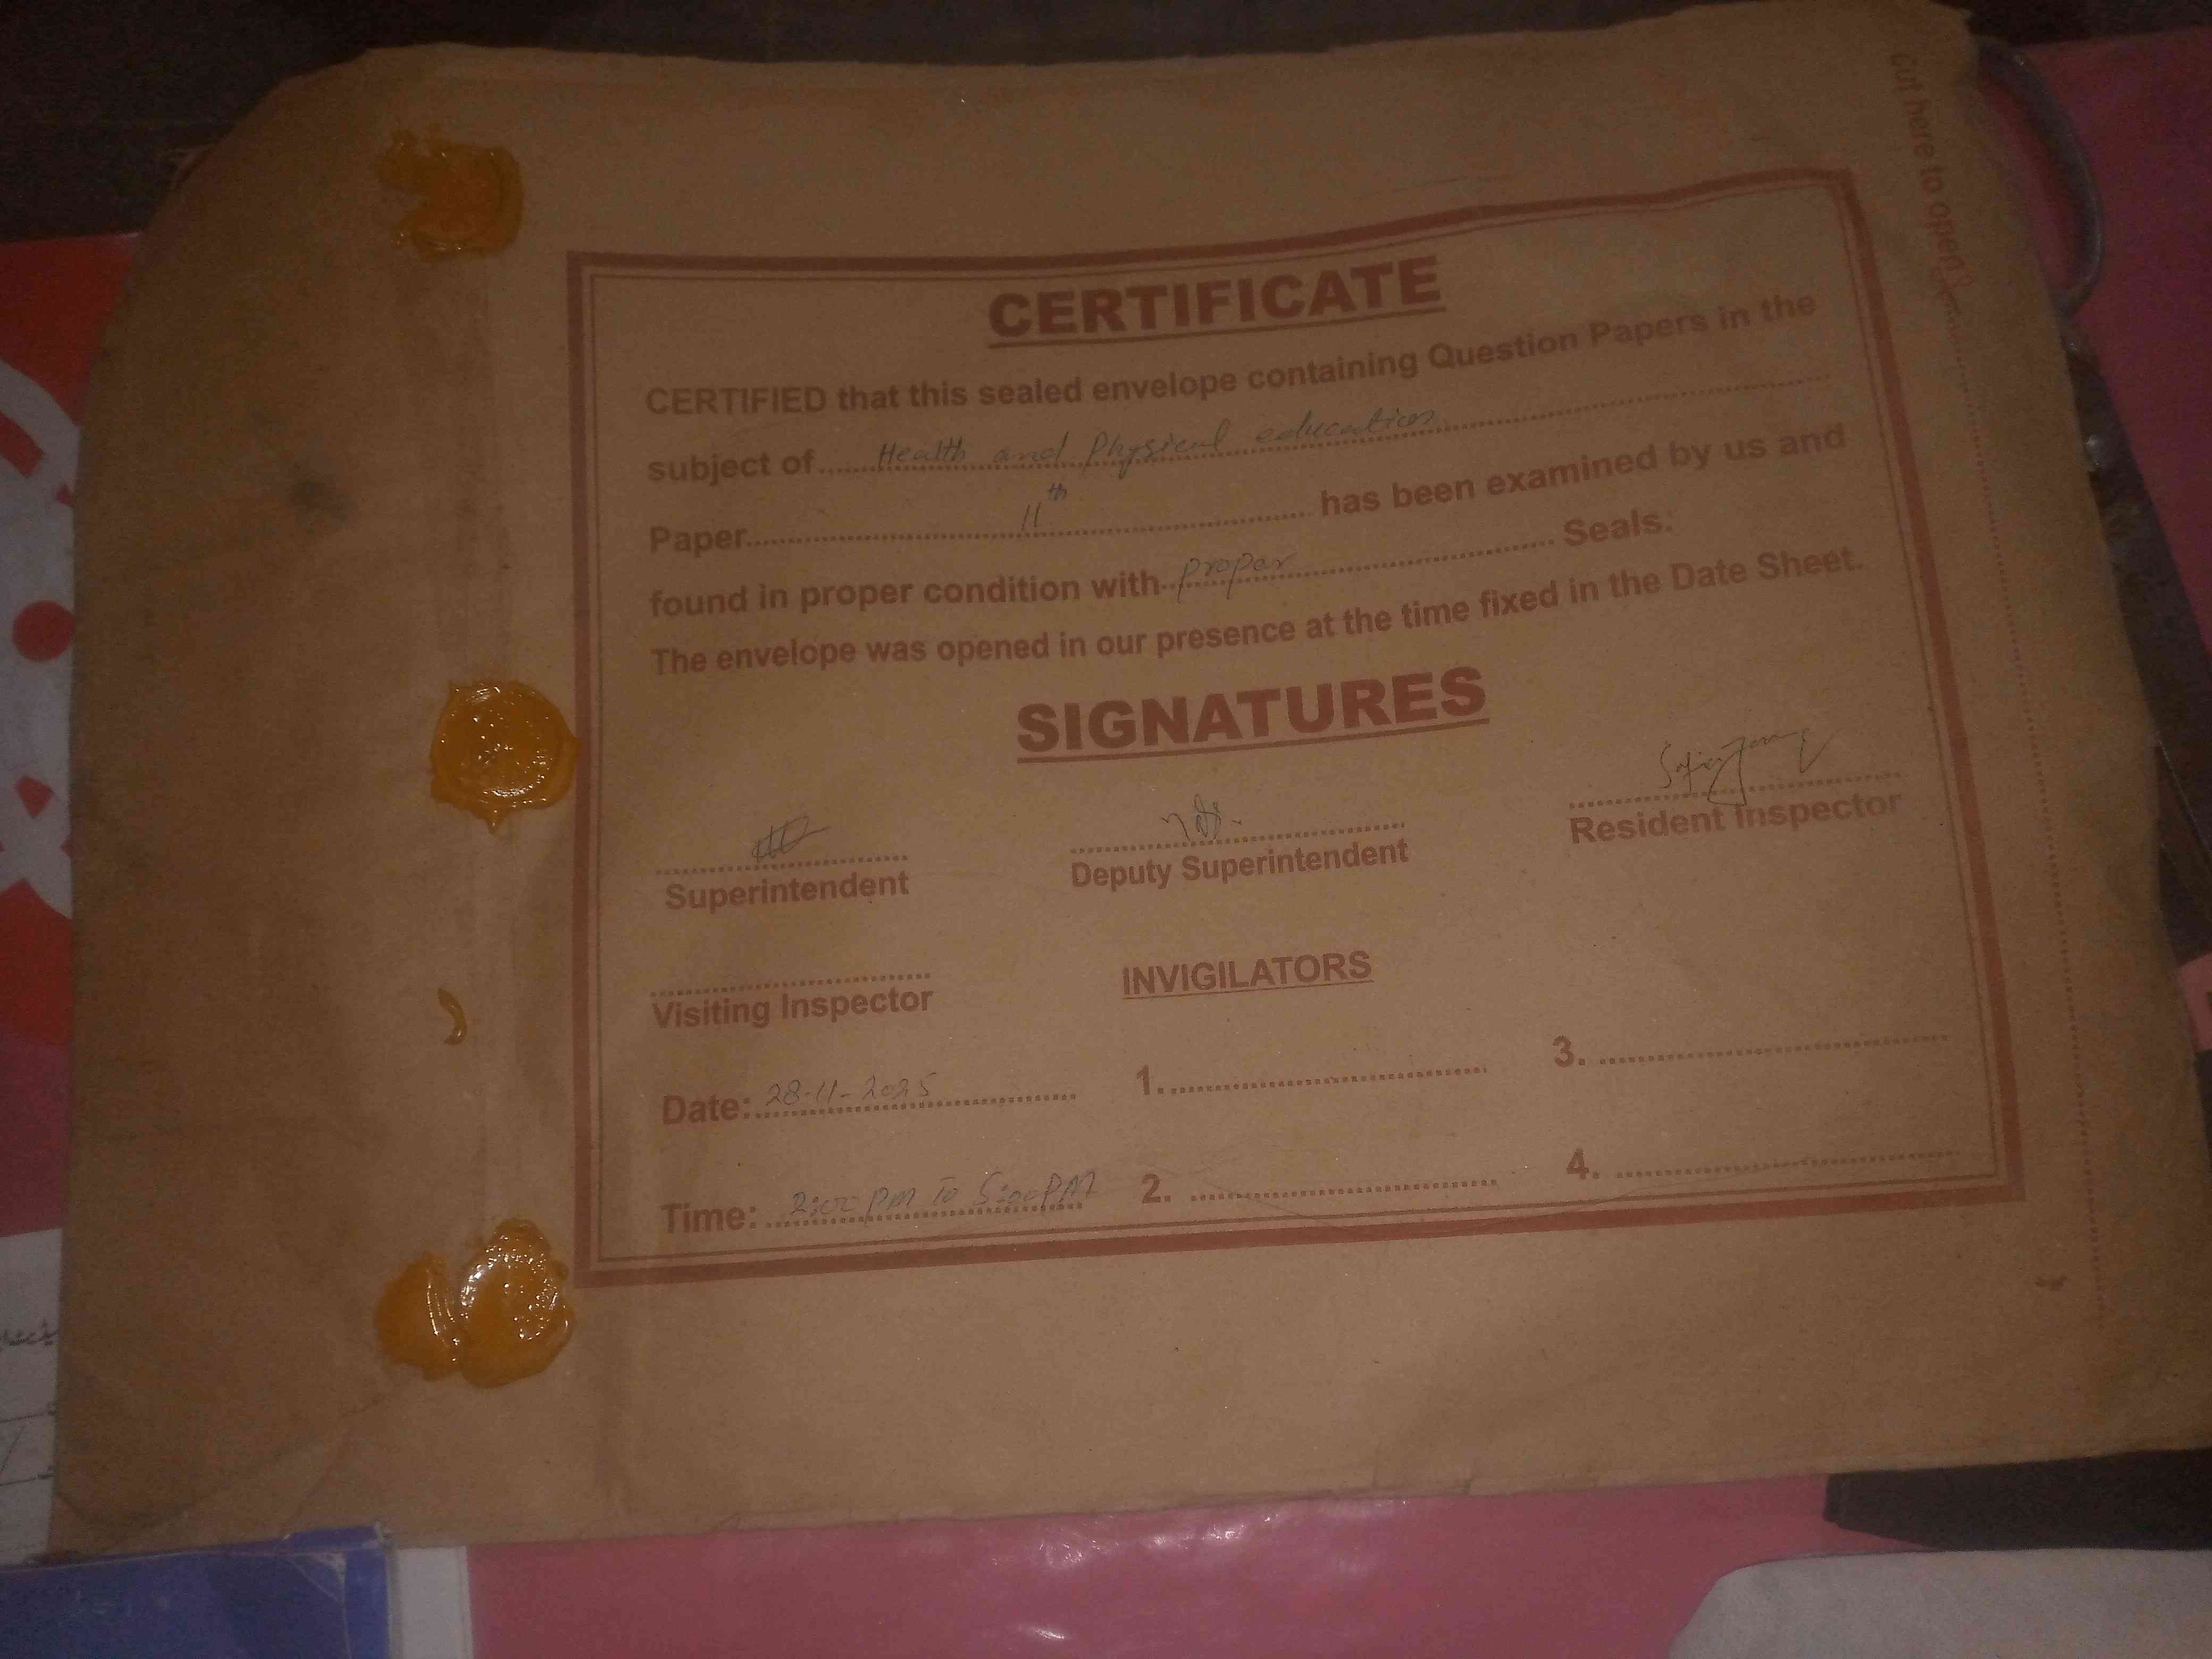 Cut here to open
CERTIFICATE
CERTIFIED that this sealed envelope containing Question Papers in the
subject of Health and Physical education
Paper 11th has been examined by us and
found in proper condition with proper Seals.
The envelope was opened in our presence at the time fixed in the Date Sheet.
SIGNATURES
Superintendent
Deputy Superintendent
Resident Inspector
Visiting Inspector
INVIGILATORS
Date: 28-11-2025
1.
3.
Time: 2:00 PM To 5:00 PM
2.
4.